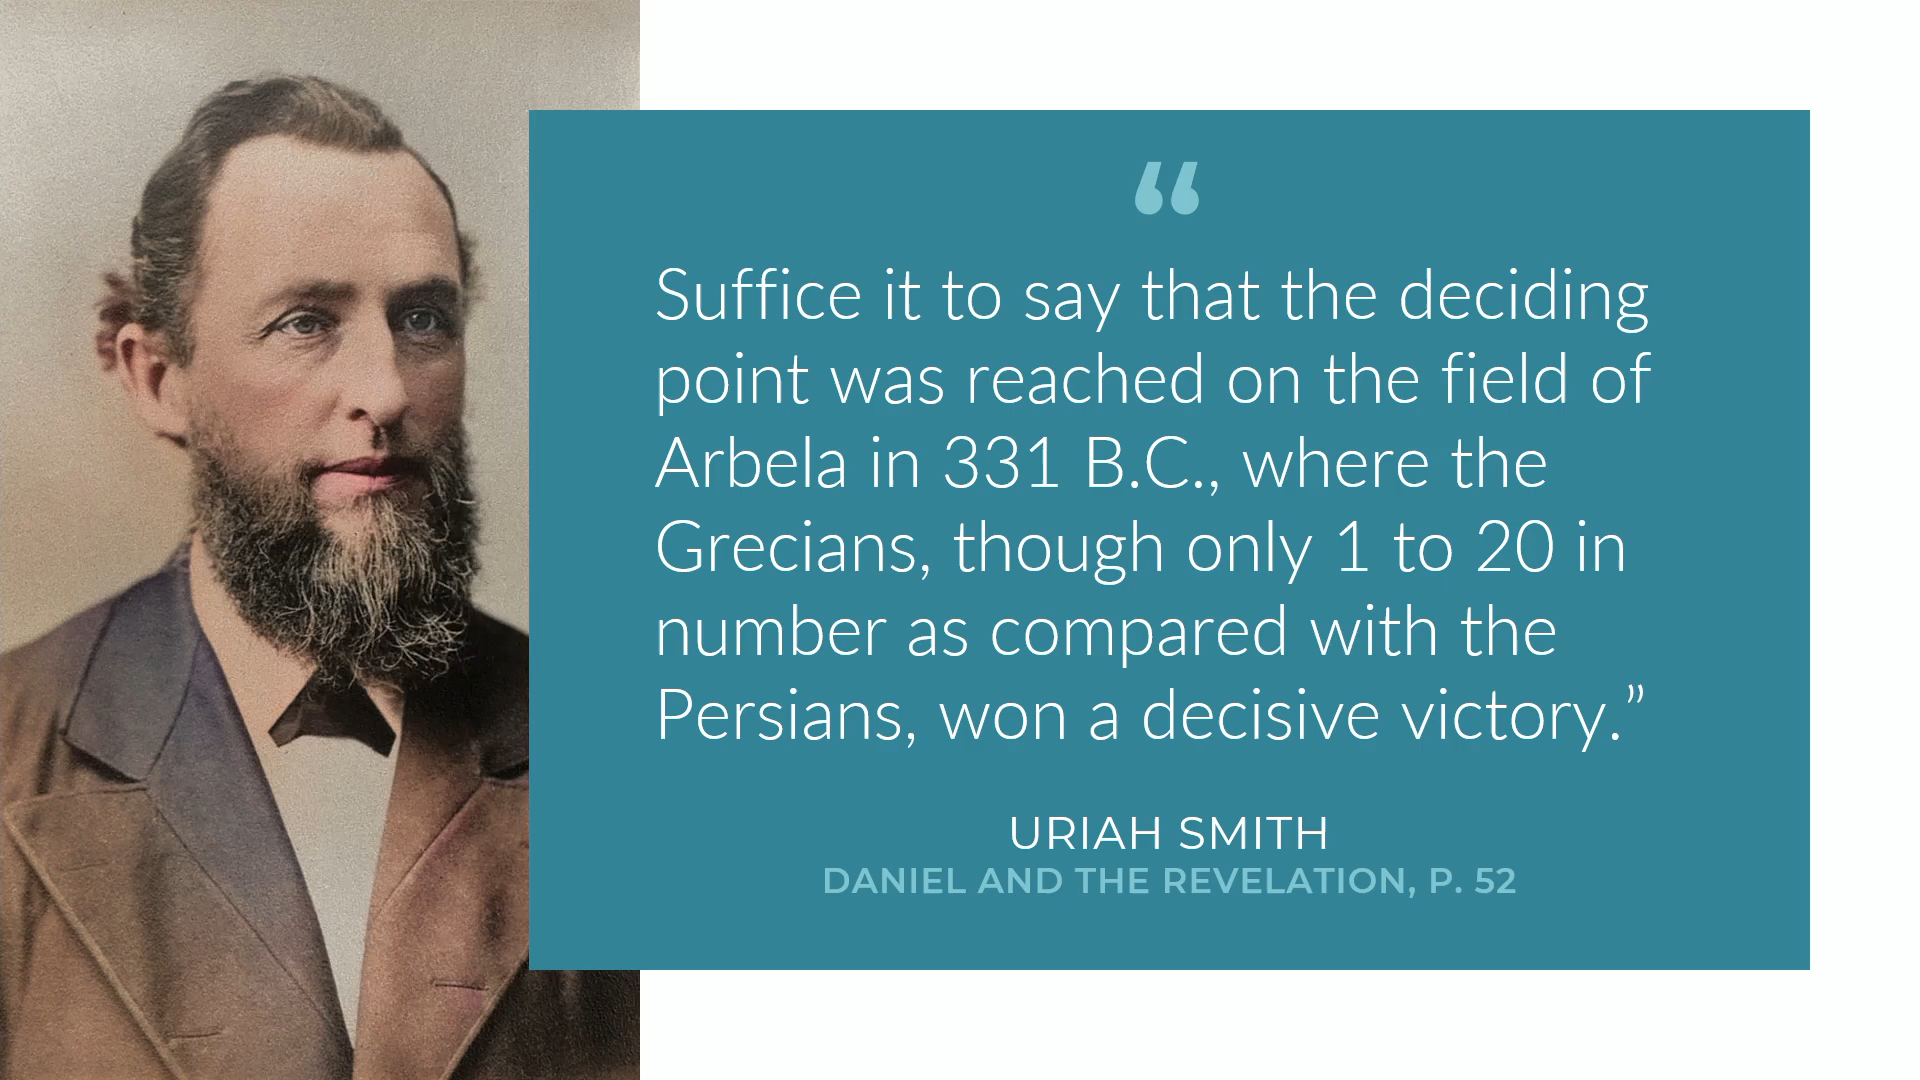 “
Suffice it to say that the deciding
point was reached on the field of
Arbela in 331 B.C., where the
Grecians, though only 1 to 20 in
number as compared with the
Persians, won a decisive victory.”
URIAH SMITH
DANIEL AND THE REVELATION, P. 52